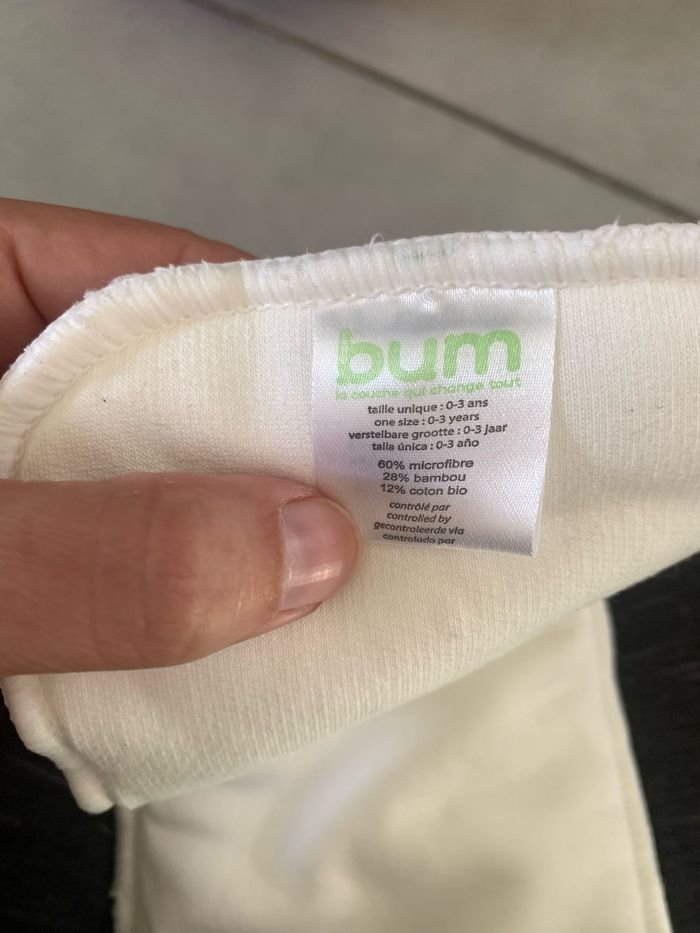 bum
la couche qui change tout
taille unique : 0-3 ans
one size : 0-3 years
verstelbare grootte : 0-3 jaar
talla única : 0-3 año
60% microfibre
28% bambou
12% coton bio
contrôlé par
controlled by
gecontroleerde via
controlado par